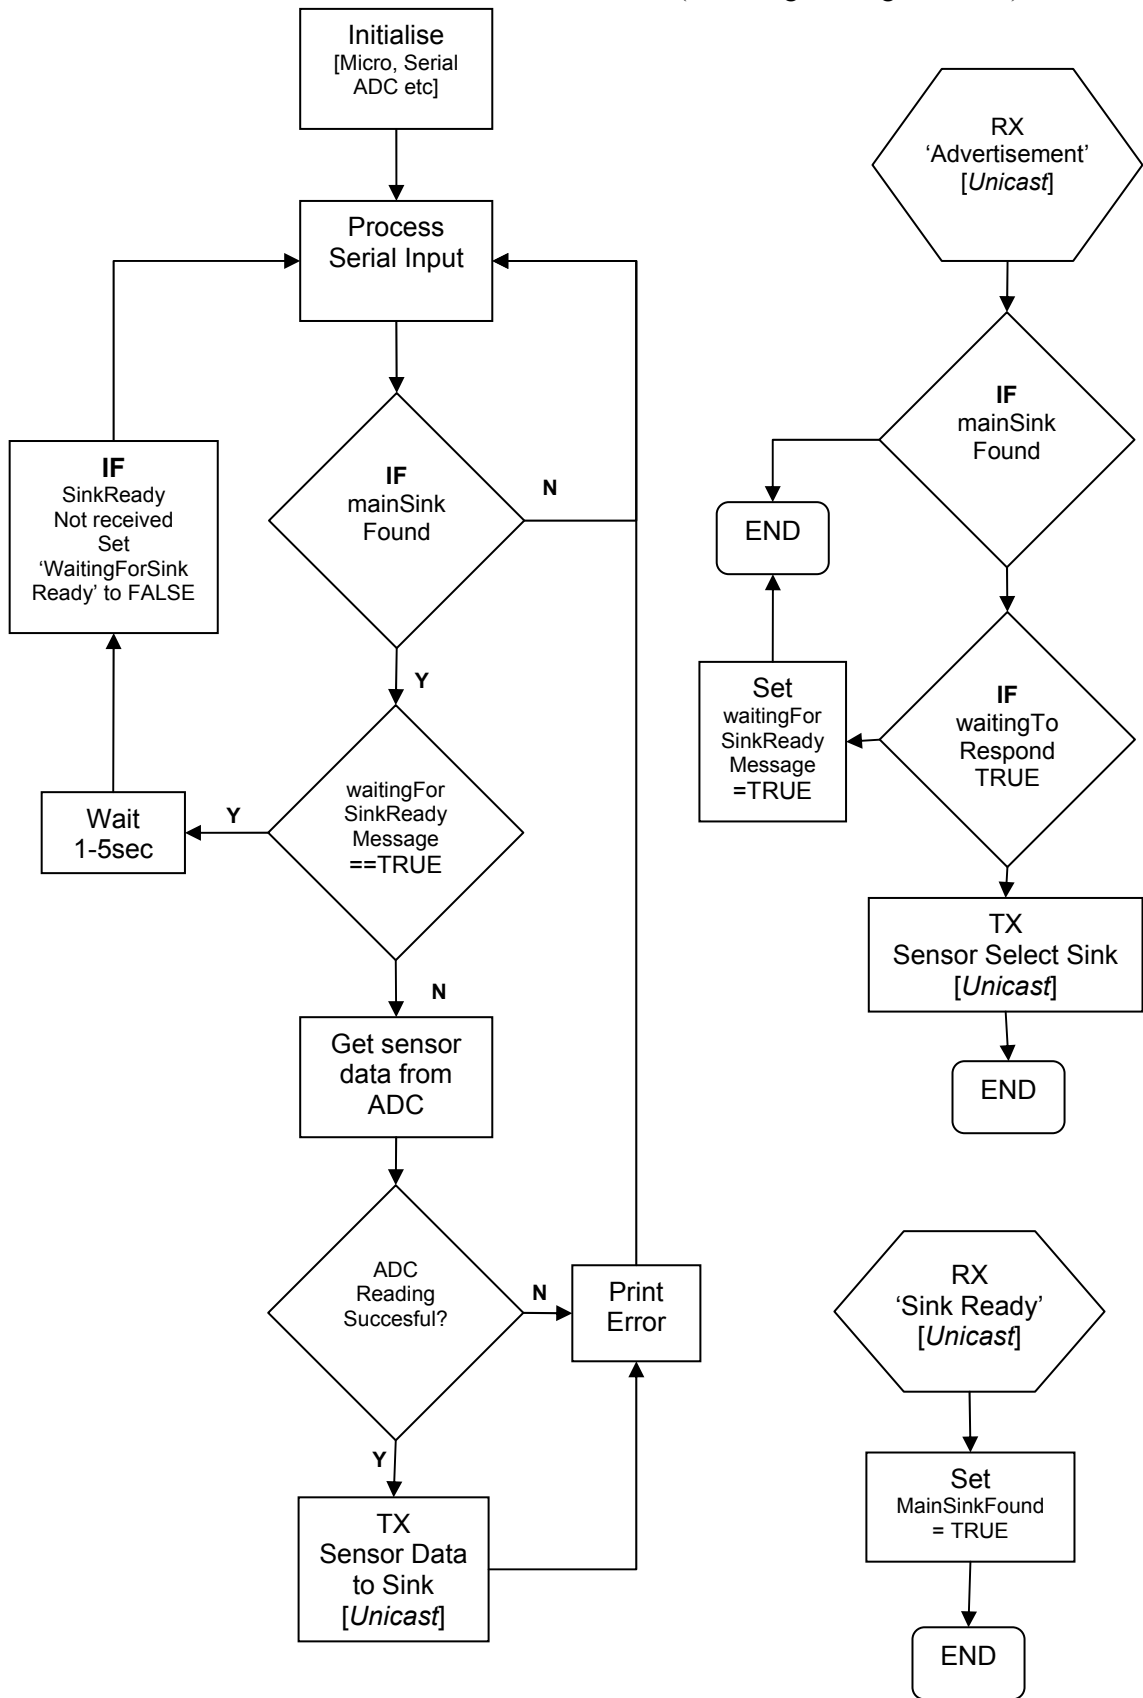 Initialise
[Micro, Serial
ADC etc]
Process
Serial Input
IF
mainSink
Found
N
Y
IF
SinkReady
Not received
Set
‘WaitingForSink
Ready’ to FALSE
waitingFor
SinkReady
Message
==TRUE
Y
Wait
1-5sec
N
Get sensor
data from
ADC
ADC
Reading
Succesful?
N
Print
Error
Y
TX
Sensor Data
to Sink
[Unicast]
RX
‘Advertisement’
[Unicast]
IF
mainSink
Found
END
IF
waitingTo
Respond
TRUE
Set
waitingFor
SinkReady
Message
=TRUE
TX
Sensor Select Sink
[Unicast]
END
RX
‘Sink Ready’
[Unicast]
Set
MainSinkFound
= TRUE
END